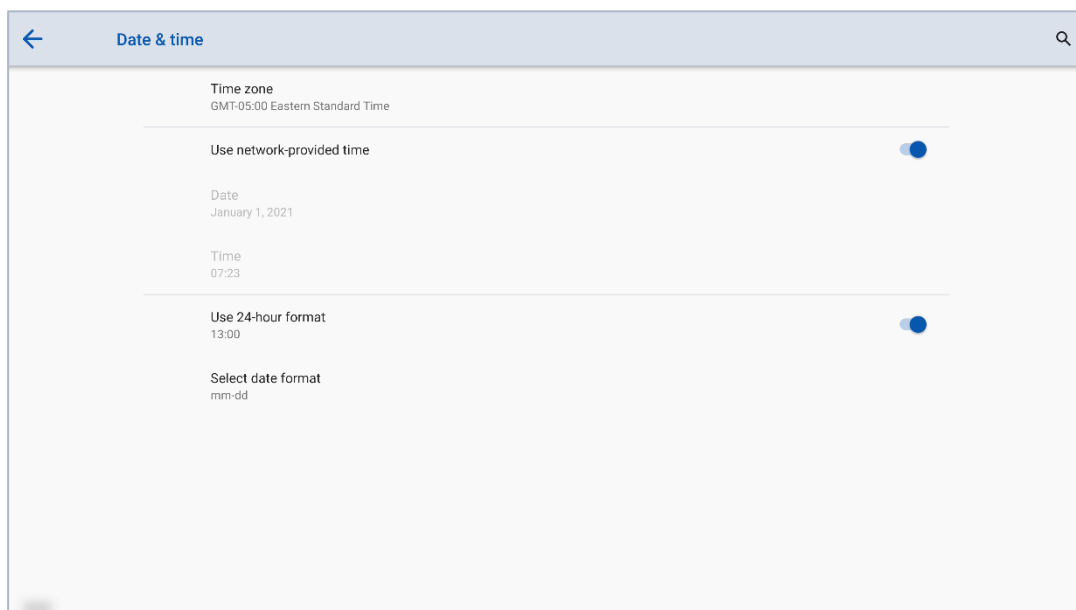 Date & time
Time zone
GMT-05:00 Eastern Standard Time
Use network-provided time
Date
January 1, 2021
Time
07:23
Use 24-hour format
13:00
Select date format
mm-dd